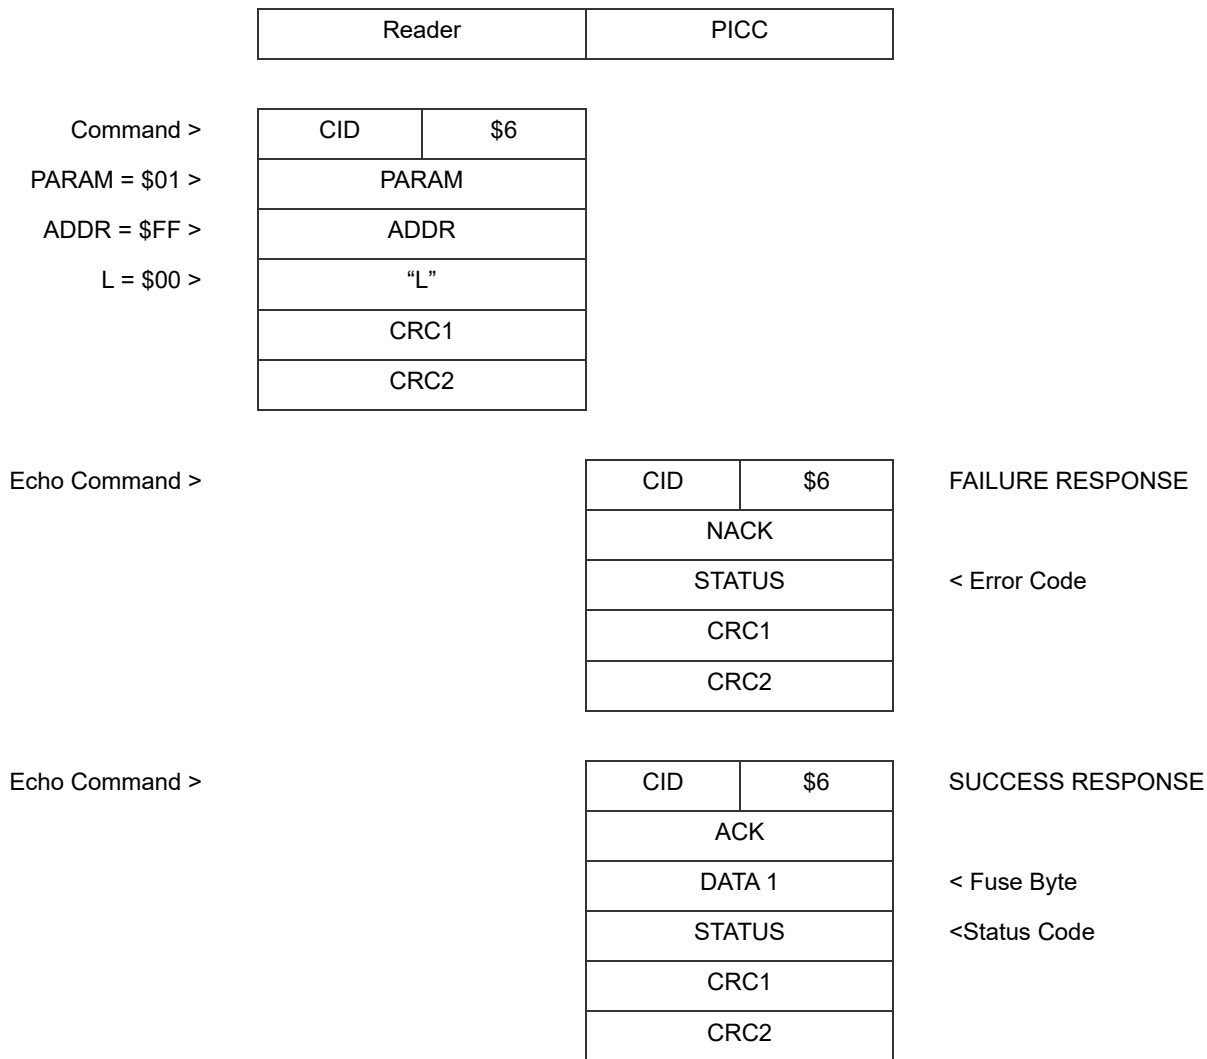 Reader PICC
Command > CID $6
PARAM = $01 > PARAM
ADDR = $FF > ADDR
L = $00 > “L”
CRC1
CRC2
Echo Command > CID $6 FAILURE RESPONSE
NACK
STATUS < Error Code
CRC1
CRC2
Echo Command > CID $6 SUCCESS RESPONSE
ACK
DATA 1 < Fuse Byte
STATUS <Status Code
CRC1
CRC2